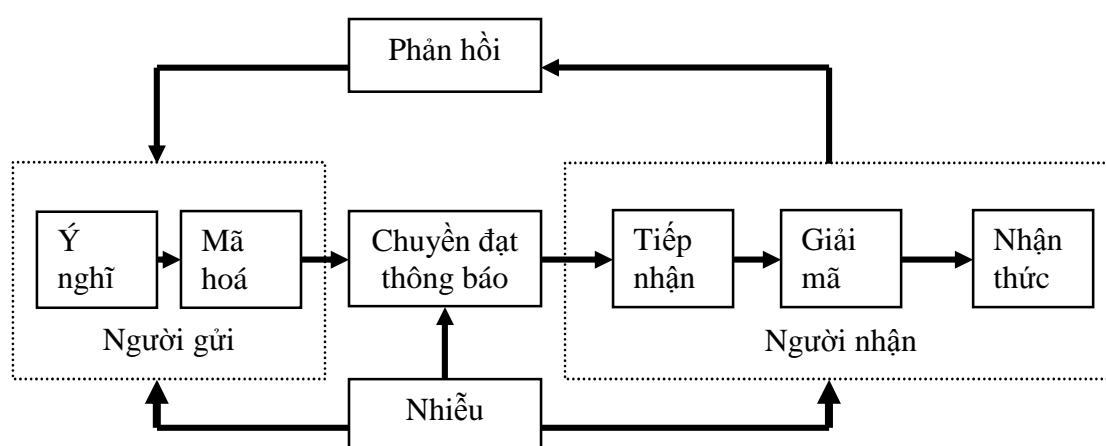 Phản hồi
Ý
nghĩ
Mã
hoá
Người gửi
Chuyền đạt
thông báo
Tiếp
nhận
Giải
mã
Nhận
thức
Người nhận
Nhiễu